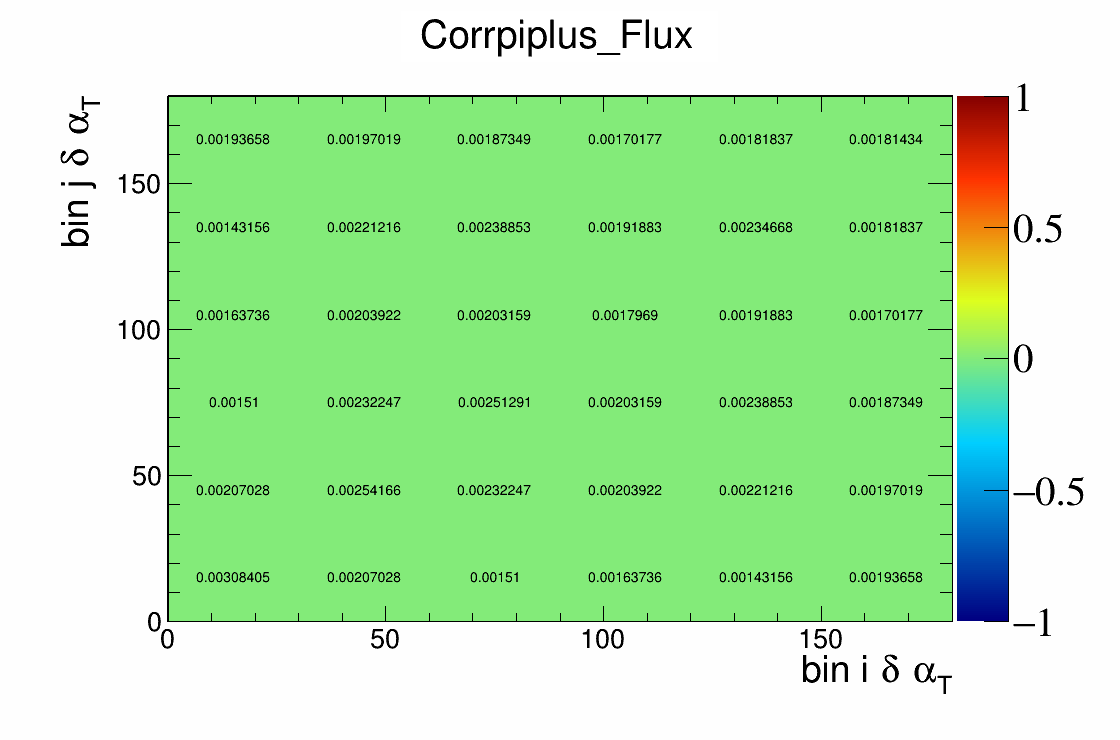 Corrpiplus_Flux
bin j δ α_T
150
100
50
0
0.00193658 0.00197019 0.00187349 0.00170177 0.00181837 0.00181434
0.00143156 0.00221216 0.00238853 0.00191883 0.00234668 0.00181837
0.00163736 0.00203922 0.00203159 0.0017969 0.00191883 0.00170177
0.00151 0.00232247 0.00251291 0.00203159 0.00238853 0.00187349
0.00207028 0.00254166 0.00232247 0.00203922 0.00221216 0.00197019
0.00308405 0.00207028 0.00151 0.00163736 0.00143156 0.00193658
0 50 100 150
bin i δ α_T
1
0.5
0
−0.5
−1